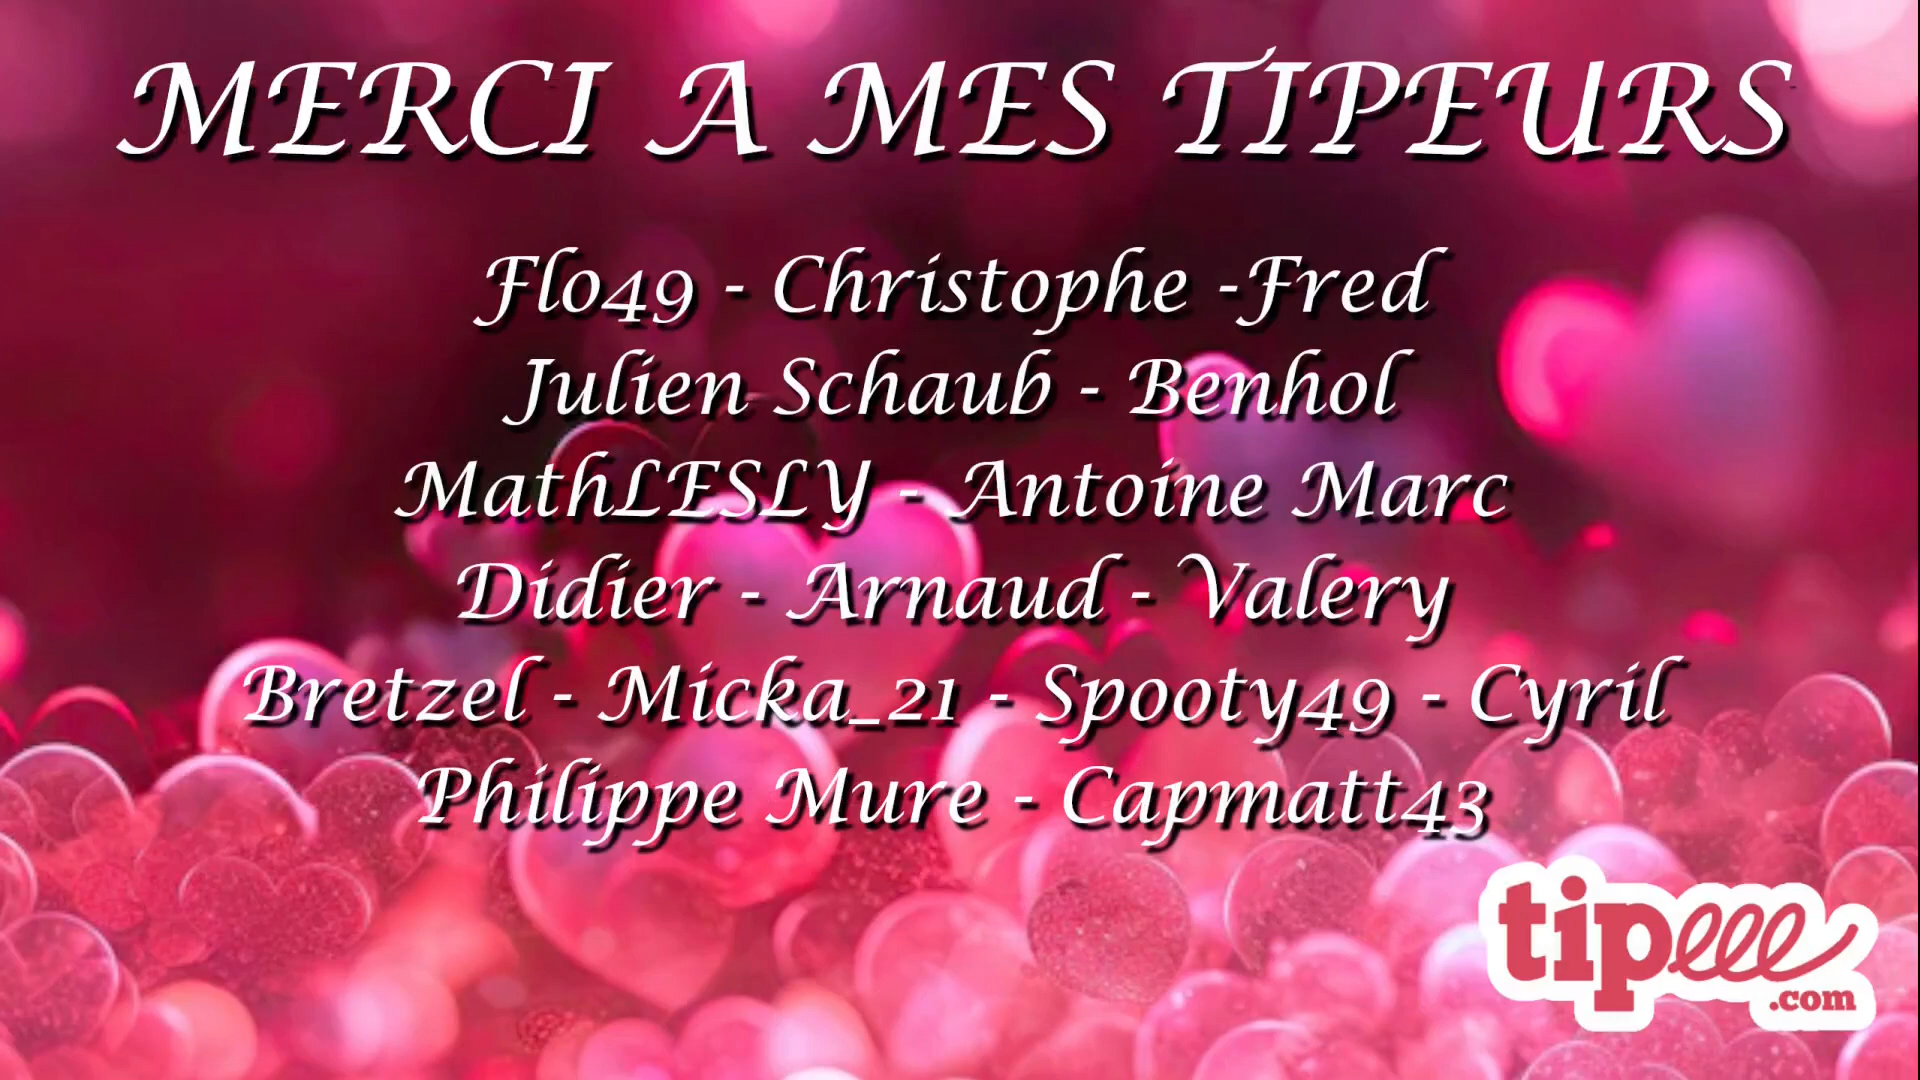 MERCI A MES TIPEURS
Flo49 - Christophe -Fred
Julien Schaub - Benhol
MathLESLY - Antoine Marc
Didier - Arnaud - Valery
Bretzel - Micka_21 - Spooty49 - Cyril
Philippe Mure - Capmatt43
tipeee
.com